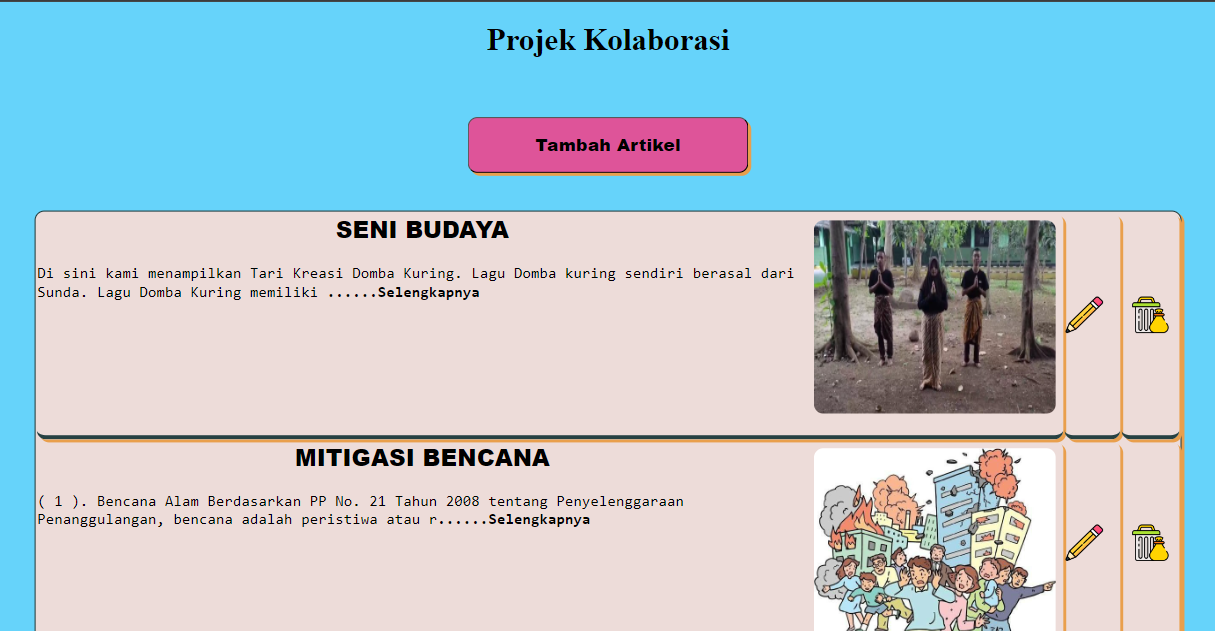 Projek Kolaborasi
Tambah Artikel
SENI BUDAYA
Di sini kami menampilkan Tari Kreasi Domba Kuring. Lagu Domba kuring sendiri berasal dari
Sunda. Lagu Domba Kuring memiliki ......Selengkapnya
MITIGASI BENCANA
( 1 ). Bencana Alam Berdasarkan PP No. 21 Tahun 2008 tentang Penyelenggaraan
Penanggulangan, bencana adalah peristiwa atau r......Selengkapnya